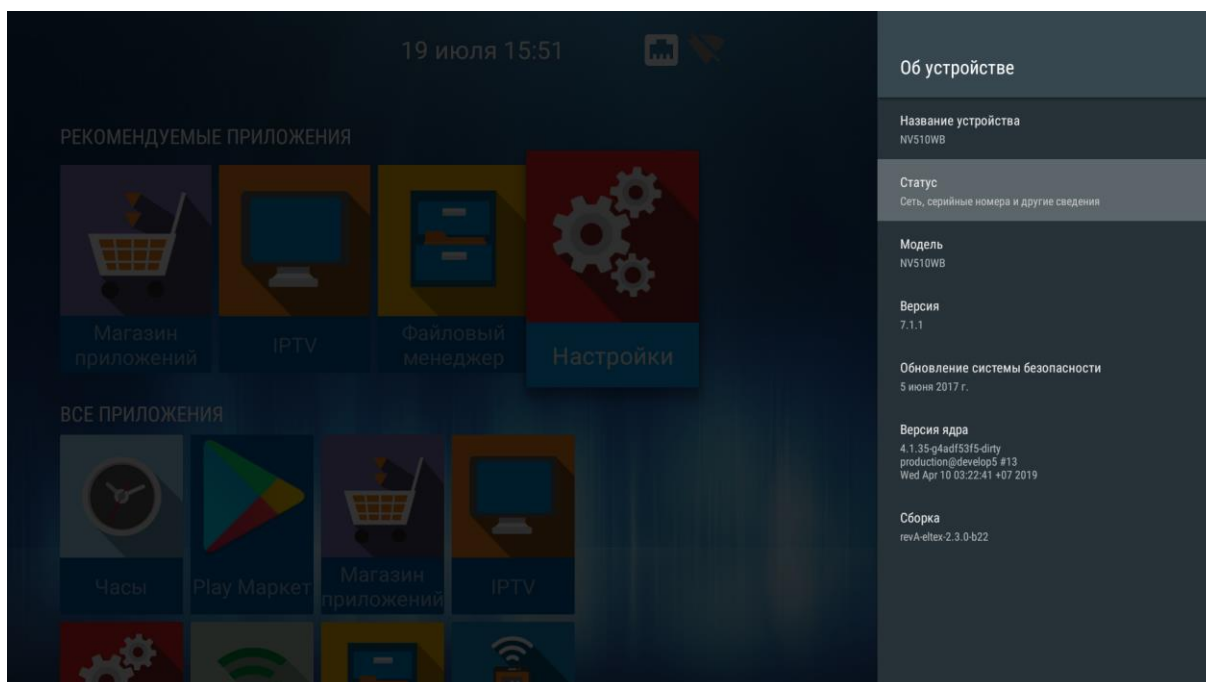 19 июля 15:51
РЕКОМЕНДУЕМЫЕ ПРИЛОЖЕНИЯ
Магазин
приложений
IPTV
Файловый
менеджер
Настройки
ВСЕ ПРИЛОЖЕНИЯ
Часы
Play Маркет
Магазин
приложений
IPTV
Об устройстве
Название устройства
NV510WB
Статус
Сеть, серийные номера и другие сведения
Модель
NV510WB
Версия
7.1.1
Обновление системы безопасности
5 июня 2017 г.
Версия ядра
4.1.35-g4adf53f5-dirty
production@develop5 #13
Wed Apr 10 03:22:41 +07 2019
Сборка
revA-eltex-2.3.0-b22